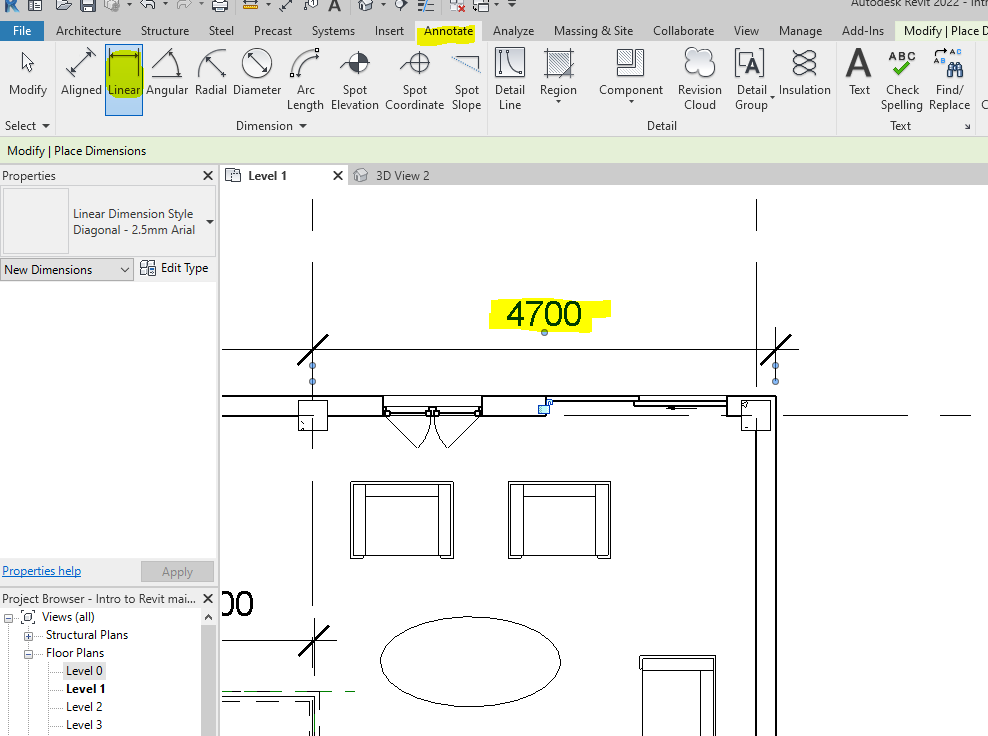 Autodesk Revit 2022 - Intr
File Architecture Structure Steel Precast Systems Insert Annotate Analyze Massing & Site Collaborate View Manage Add-Ins Modify | Place D
Modify Aligned Linear Angular Radial Diameter Arc Length Spot Elevation Spot Coordinate Spot Slope Detail Line Region Component Revision Cloud Detail Group Insulation Text Check Spelling Find/ Replace
Select Dimension Detail Text
Modify | Place Dimensions
Properties
Level 1
3D View 2
Linear Dimension Style
Diagonal - 2.5mm Arial
New Dimensions
Edit Type
4700
Properties help
Apply
Project Browser - Intro to Revit mai...
00
Views (all)
Structural Plans
Floor Plans
Level 0
Level 1
Level 2
Level 3